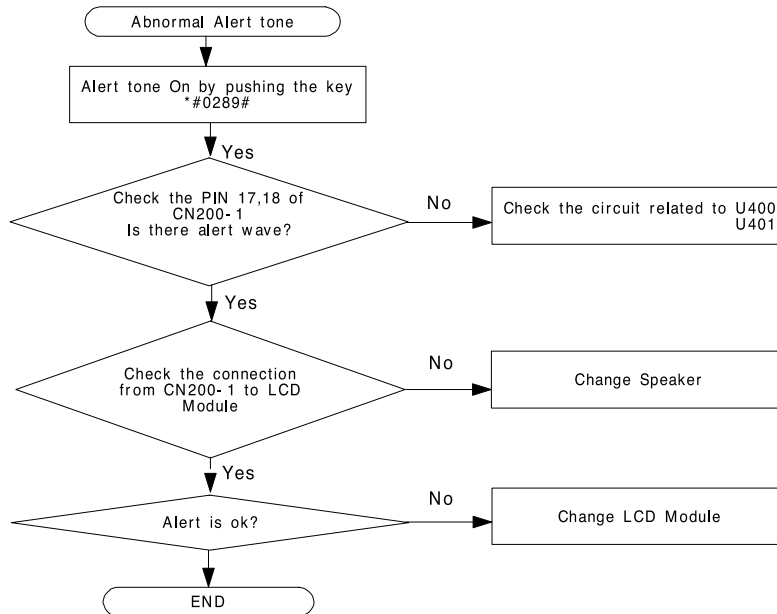 Abnormal Alert tone
Alert tone On by pushing the key
*#0289#
Yes
Check the PIN 17,18 of
CN200-1
Is there alert wave?
No
Check the circuit related to U400
U401
Yes
Check the connection
from CN200-1 to LCD
Module
No
Change Speaker
Yes
Alert is ok?
No
Change LCD Module
END